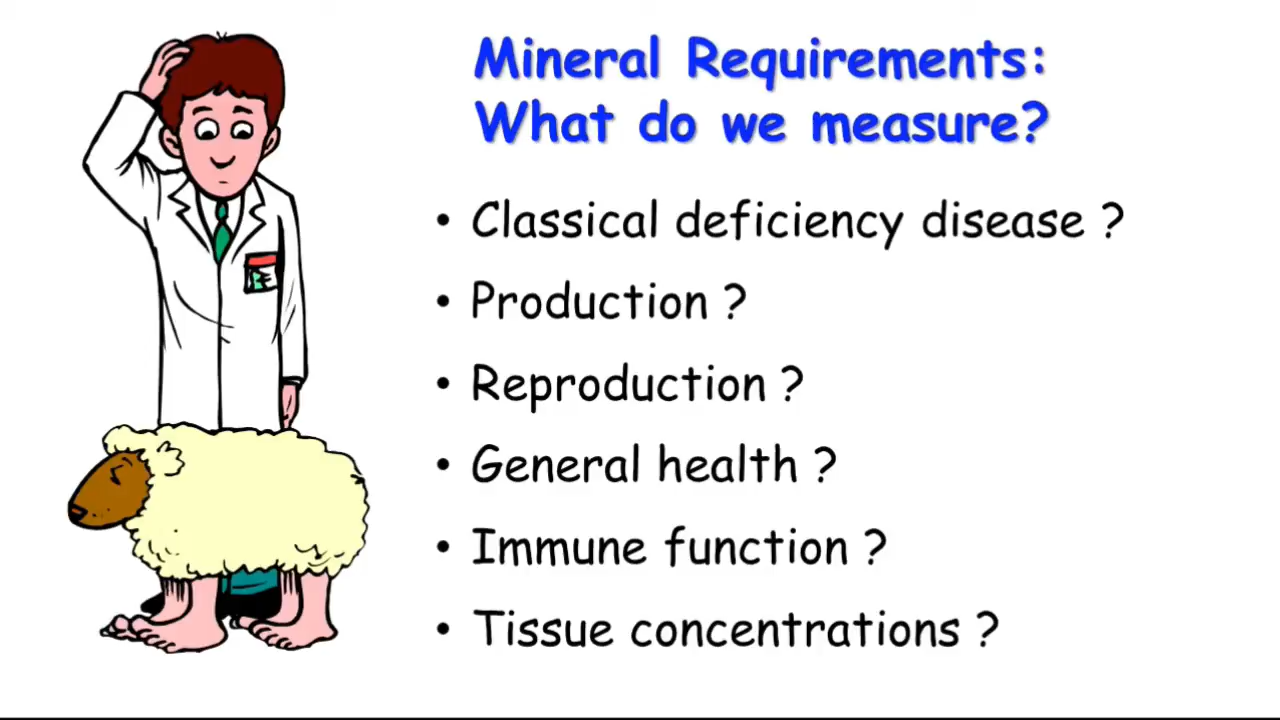 Mineral Requirements:
What do we measure?
• Classical deficiency disease ?
• Production ?
• Reproduction ?
• General health ?
• Immune function ?
• Tissue concentrations ?